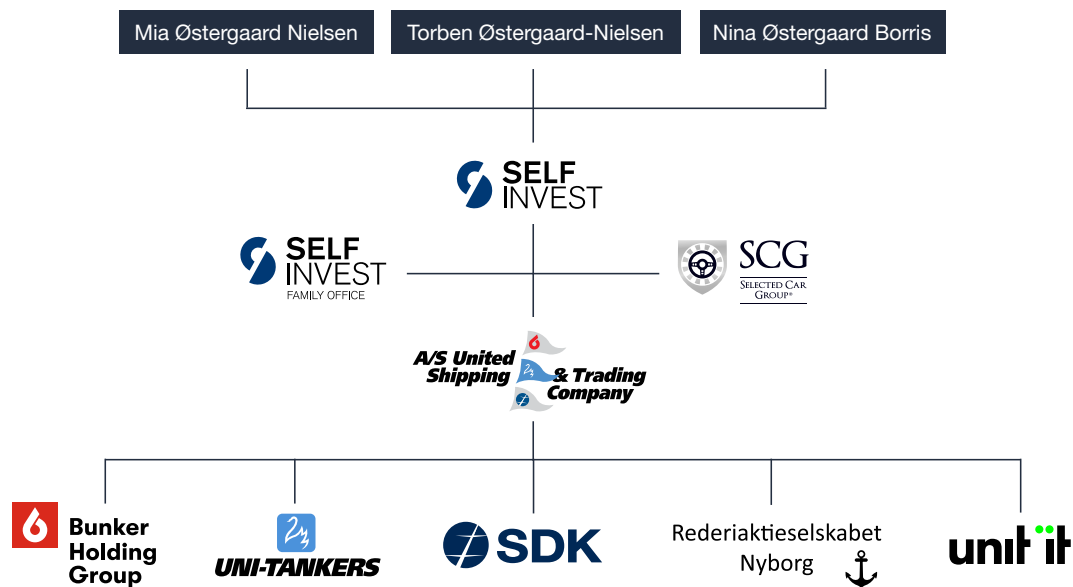 Mia Østergaard Nielsen
Torben Østergaard-Nielsen
Nina Østergaard Borris
SELF
INVEST
SELF
INVEST
FAMILY OFFICE
SCG
SELECTED CAR
GROUP®
A/S United
Shipping
& Trading
Company
Bunker
Holding
Group
UNI-TANKERS
SDK
Rederiaktieselskabet
Nyborg
unit it